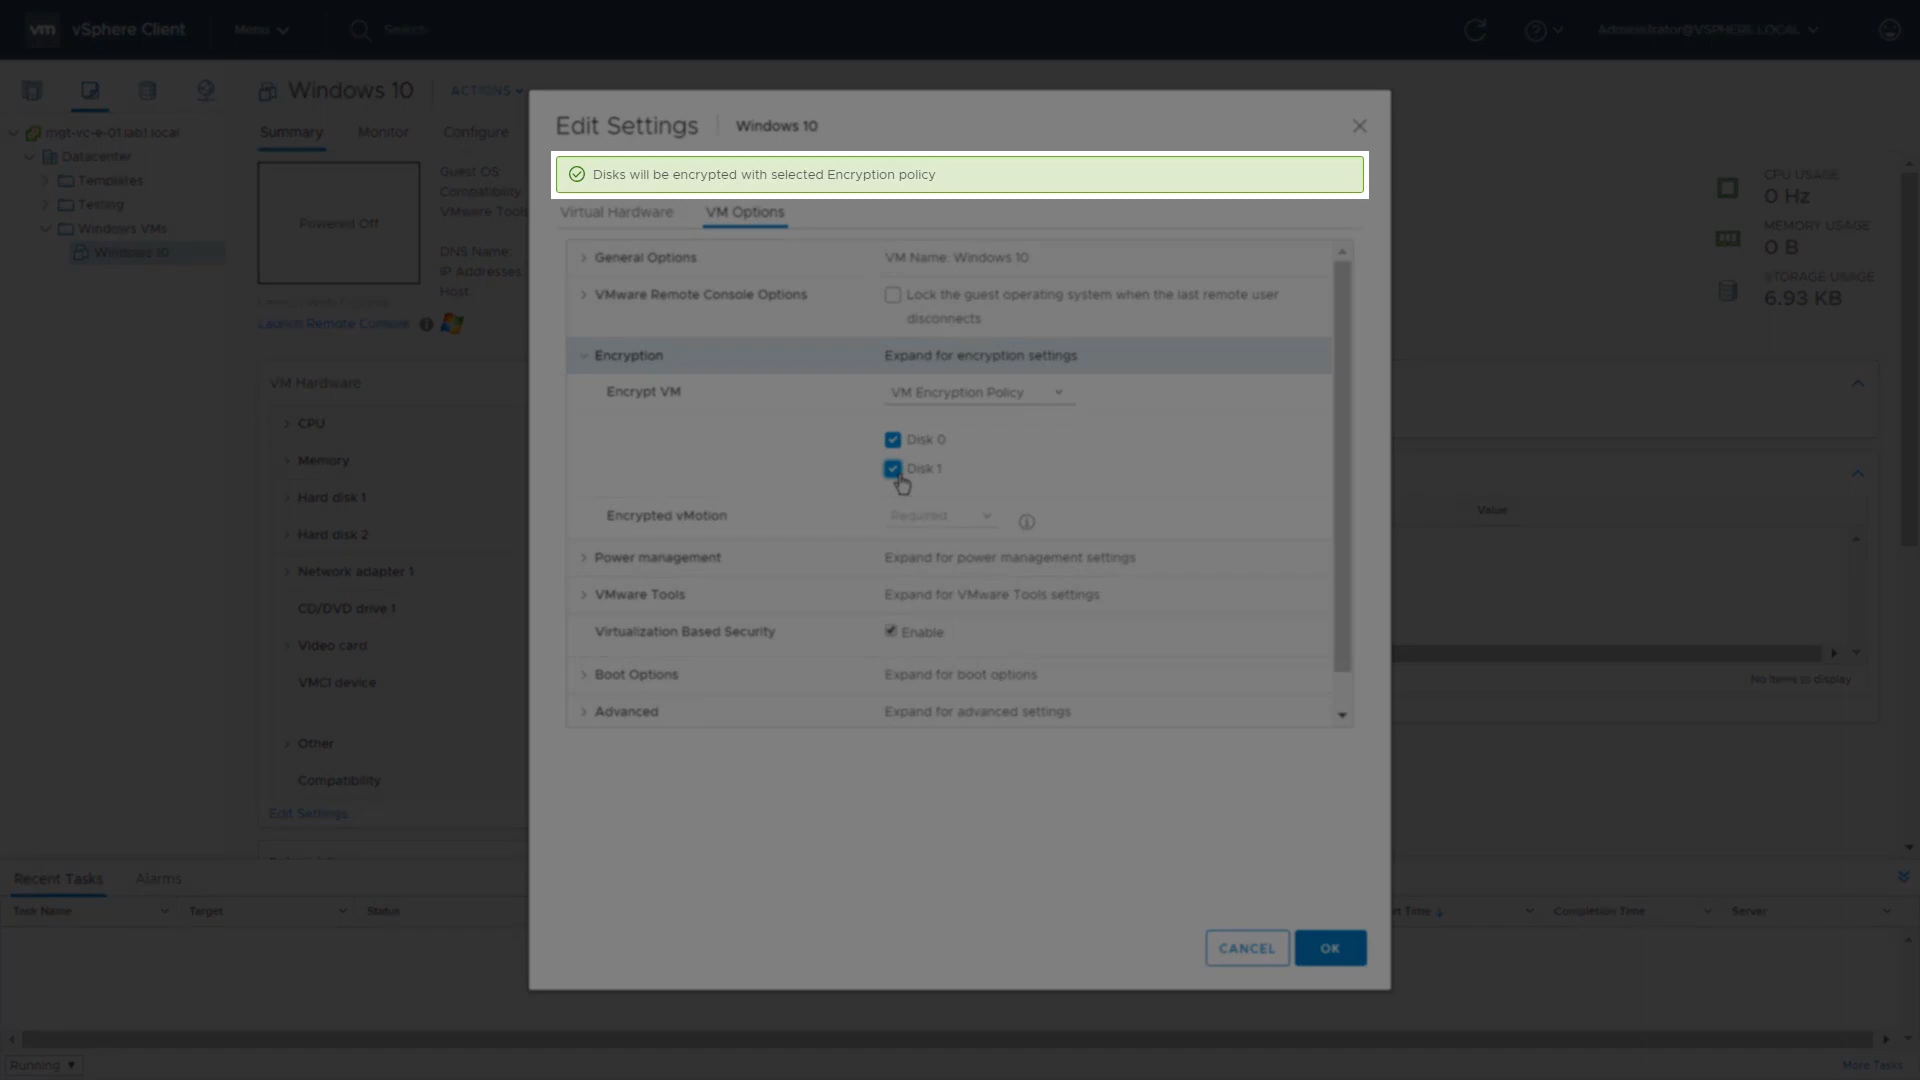 vm vSphere Client Menu Search Administrator@VSPHERE.LOCAL
Windows 10 ACTIONS
mgt-vc-e-01.lab1.local
Datacenter
Templates
Testing
Windows VMs
Windows 10
Summary Monitor Configure
Powered Off
Guest OS:
Compatibility:
VMware Tools
DNS Name:
IP Addresses
Host:
Launch Remote Console
CPU USAGE
0 Hz
MEMORY USAGE
0 B
STORAGE USAGE
6.93 KB
VM Hardware
CPU
Memory
Hard disk 1
Hard disk 2
Network adapter 1
CD/DVD drive 1
Video card
VMCI device
Other
Compatibility
Edit Settings...
Edit Settings Windows 10
Disks will be encrypted with selected Encryption policy
Virtual Hardware VM Options
General Options VM Name: Windows 10
VMware Remote Console Options Lock the guest operating system when the last remote user
disconnects
Encryption Expand for encryption settings
Encrypt VM VM Encryption Policy
Disk 0
Disk 1
Encrypted vMotion Required
Power management Expand for power management settings
VMware Tools Expand for VMware Tools settings
Virtualization Based Security Enable
Boot Options Expand for boot options
Advanced Expand for advanced settings
CANCEL OK
Value
No items to display
Recent Tasks Alarms
Task Name Target Status rt Time Completion Time Server
Running More Tasks